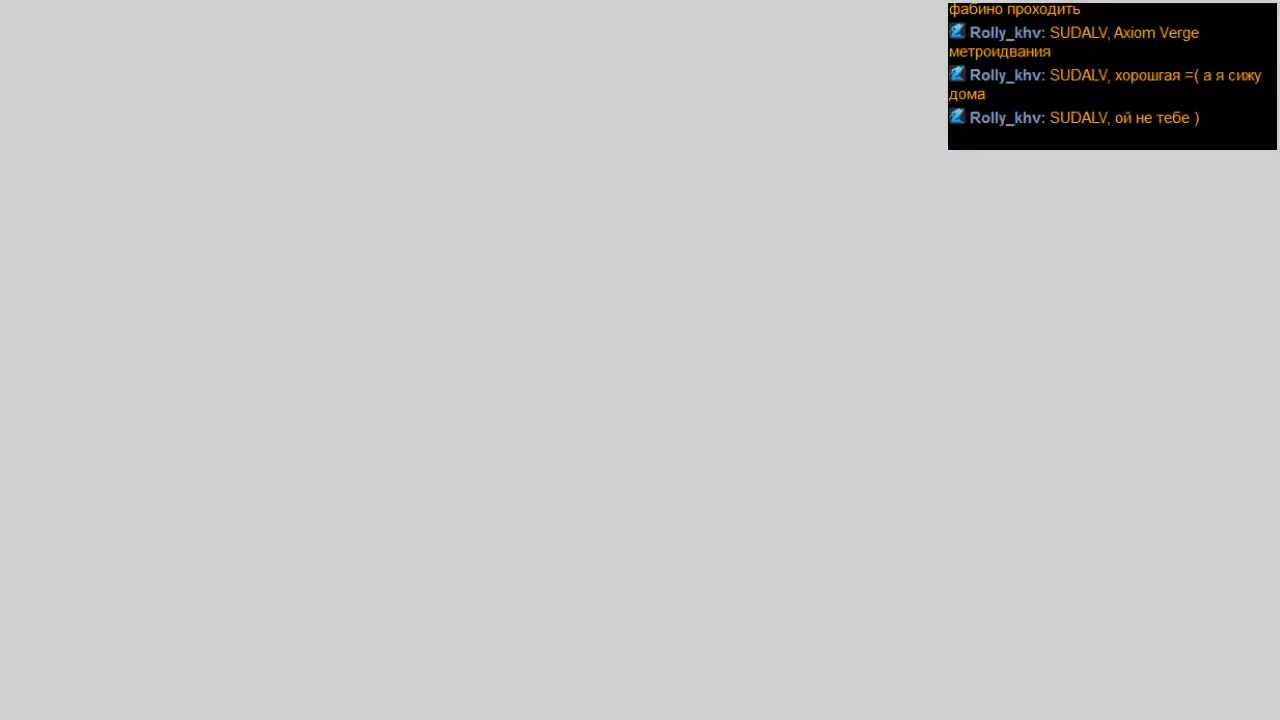 фабино проходить
Rolly_khv: SUDALV, Axiom Verge
метроидвания
Rolly_khv: SUDALV, хорошгая =( а я сижу
дома
Rolly_khv: SUDALV, ой не тебе )